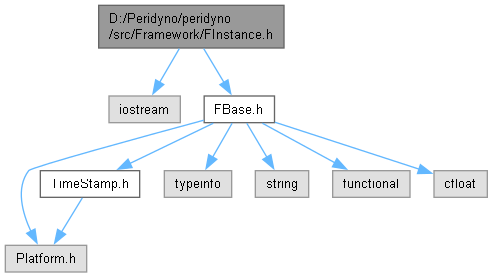 D:/Peridyno/peridyno
/src/Framework/FInstance.h
iostream
FBase.h
TimeStamp.h
typeinfo
string
functional
cfloat
Platform.h